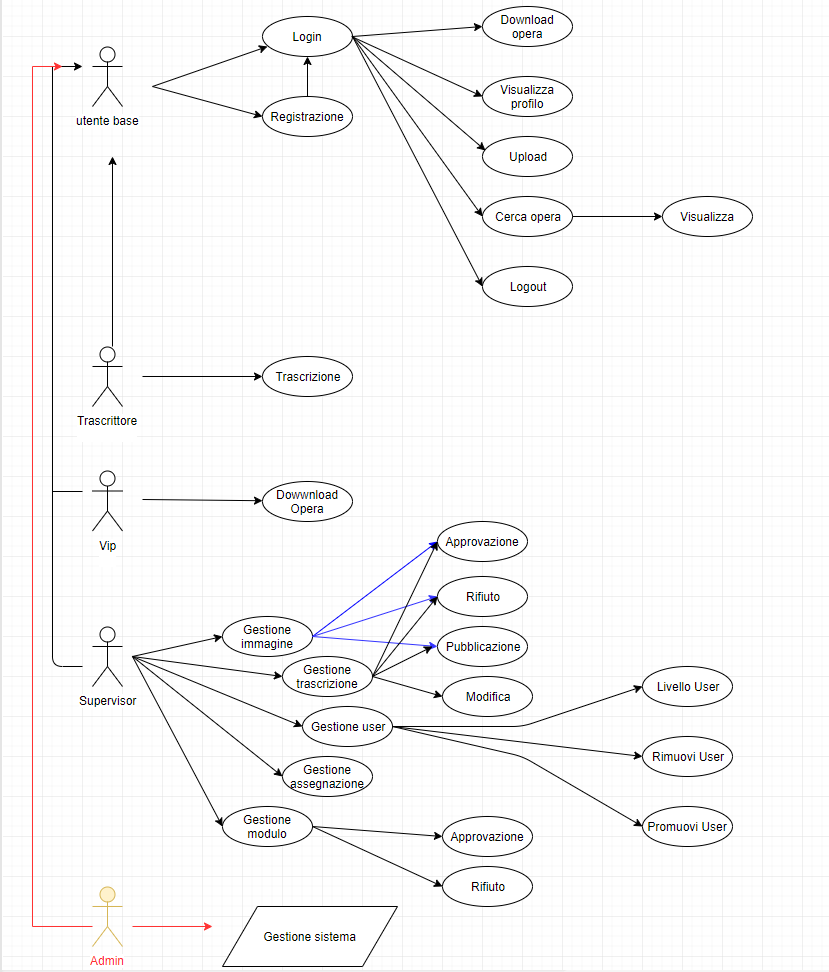 Login
Download
opera
Visualizza
profilo
utente base
Registrazione
Upload
Cerca opera
Visualizza
Logout
Trascrizione
Trascrittore
Dowwnload
Opera
Vip
Approvazione
Rifiuto
Gestione
immagine
Pubblicazione
Gestione
trascrizione
Modifica
Livello User
Supervisor
Gestione user
Rimuovi User
Gestione
assegnazione
Gestione
modulo
Promuovi User
Approvazione
Rifiuto
Gestione sistema
Admin